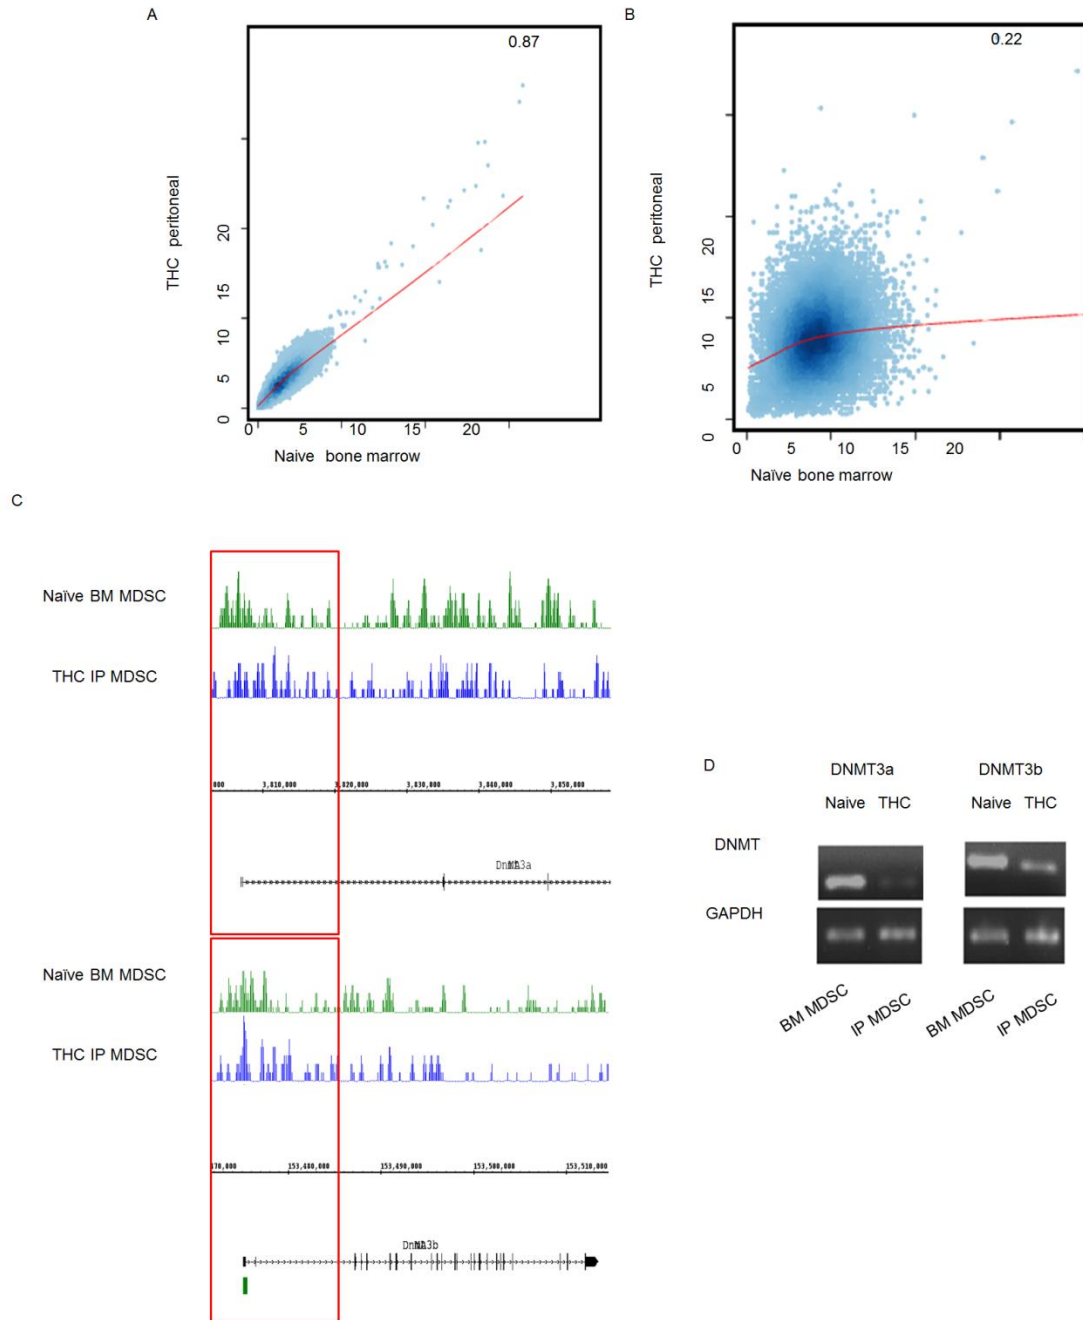 A
0.87
THC peritoneal
20
15
10
5
0
0 5 10 15 20
Naive bone marrow
B
0.22
THC peritoneal
20
15
10
5
0
0 5 10 15 20
Naïve bone marrow
C
Naïve BM MDSC
THC IP MDSC
000 3,810,000 3,820,000 3,830,000 3,840,000 3,850,000
Naïve BM MDSC
THC IP MDSC
470,000 153,480,000 153,490,000 153,500,000 153,510,000
D
DNMT3a DNMT3b
Naive THC Naive THC
DNMT
GAPDH
BM MDSC IP MDSC BM MDSC IP MDSC